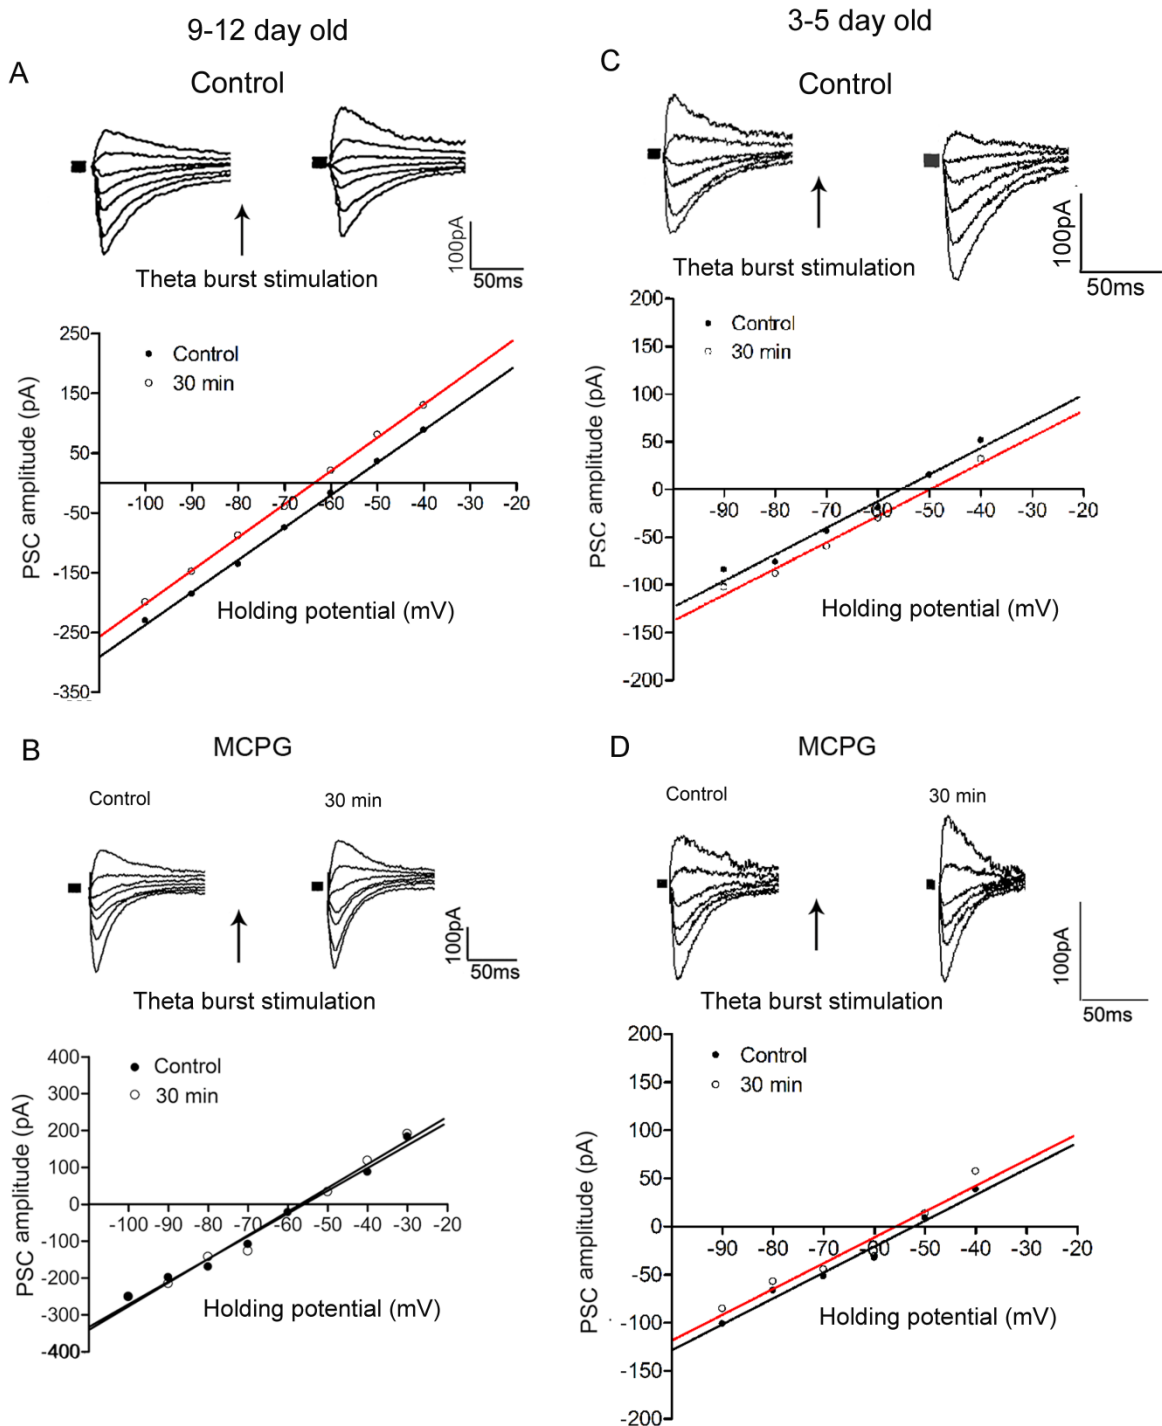 9-12 day old
3-5 day old
A
Control
100pA
50ms
Theta burst stimulation
250
150
50
-50
-150
-250
-350
-100
-90
-80
-70
-60
-50
-40
-30
-20
Control
30 min
PSC amplitude (pA)
Holding potential (mV)
C
Control
100pA
50ms
Theta burst stimulation
200
150
100
50
0
-50
-100
-150
-200
-90
-80
-70
-60
-50
-40
-30
-20
Control
30 min
PSC amplitude (pA)
Holding potential (mV)
B
MCPG
Control
30 min
100pA
50ms
Theta burst stimulation
400
300
200
100
0
-100
-200
-300
-400
-100
-90
-80
-70
-60
-50
-40
-30
-20
Control
30 min
PSC amplitude (pA)
Holding potential (mV)
D
MCPG
Control
30 min
100pA
50ms
Theta burst stimulation
200
150
100
50
0
-50
-100
-150
-200
-90
-80
-70
-60
-50
-40
-30
-20
Control
30 min
PSC amplitude (pA)
Holding potential (mV)